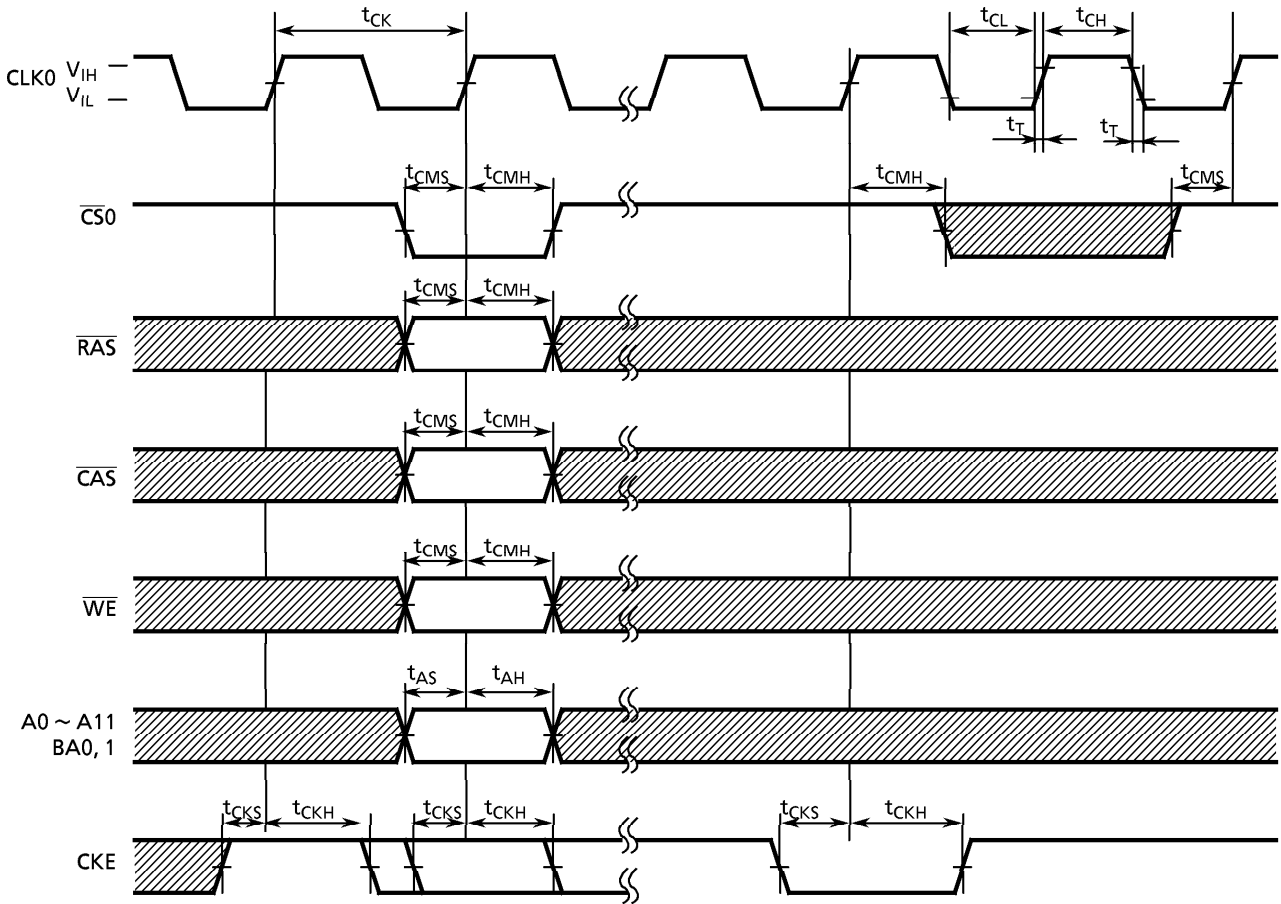 tCK tCL tCH
CLK0 VIH
VIL
tT tT
tCMS tCMH tCMH tCMS
CS0
tCMS tCMH
RAS
tCMS tCMH
CAS
tCMS tCMH
WE
tAS tAH
A0 ~ A11
BA0, 1
tCKS tCKH tCKS tCKH tCKS tCKH
CKE